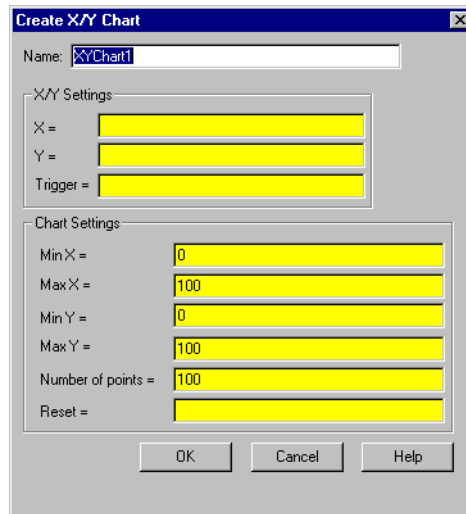 Create X/Y Chart
Name: XYChart1
X/Y Settings
X =
Y =
Trigger =
Chart Settings
Min X = 0
Max X = 100
Min Y = 0
Max Y = 100
Number of points = 100
Reset =
OK Cancel Help